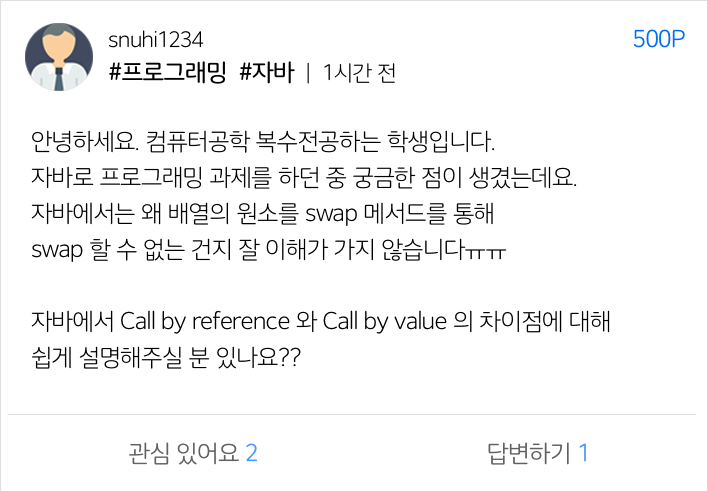 snuhi1234
500P
#프로그래밍 #자바 | 1시간 전
안녕하세요. 컴퓨터공학 복수전공하는 학생입니다.
자바로 프로그래밍 과제를 하던 중 궁금한 점이 생겼는데요.
자바에서는 왜 배열의 원소를 swap 메서드를 통해
swap 할 수 없는 건지 잘 이해가 가지 않습니다ㅠㅠ
자바에서 Call by reference 와 Call by value 의 차이점에 대해
쉽게 설명해주실 분 있나요??
관심 있어요 2
답변하기 1